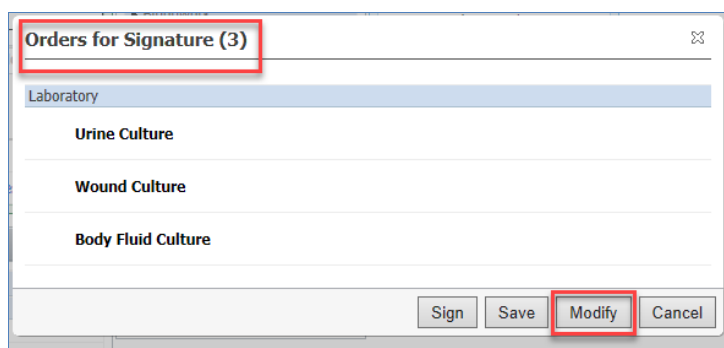 Orders for Signature (3)
Laboratory
Urine Culture
Wound Culture
Body Fluid Culture
Sign Save Modify Cancel